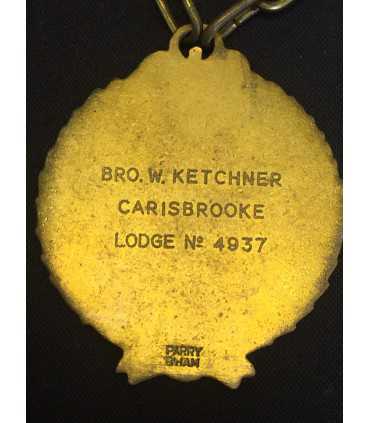 BRO. W. KETCHNER
CARISBROOKE
LODGE Nº 4937
PARRY
B'HAM